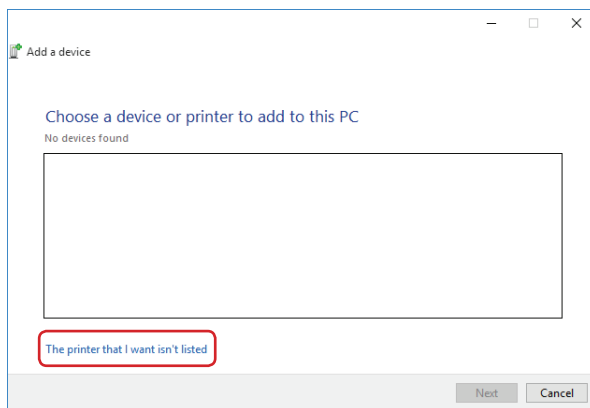 Add a device
Choose a device or printer to add to this PC
No devices found
The printer that I want isn't listed
Next
Cancel